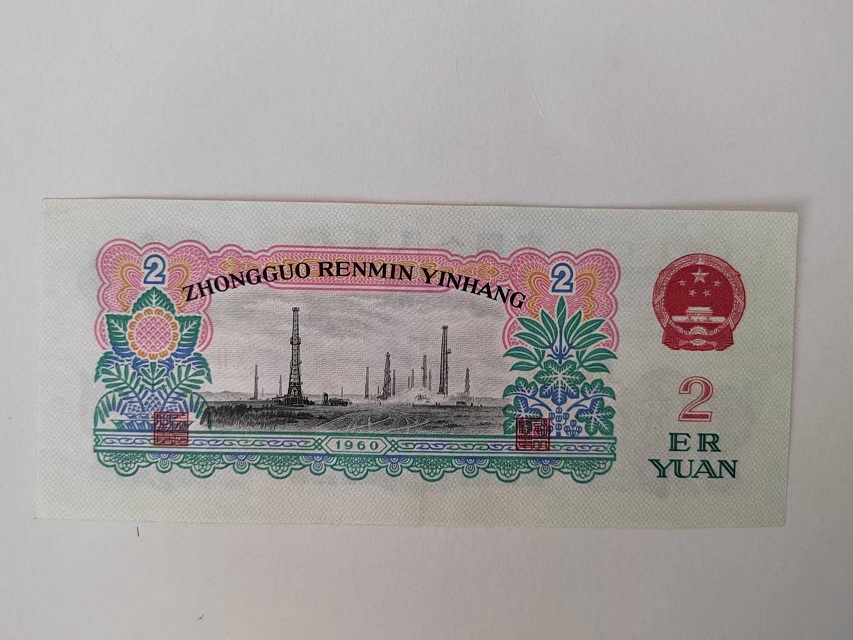 2 2
ZHONGGUO RENMIN YINHANG
1960
2
ER
YUAN